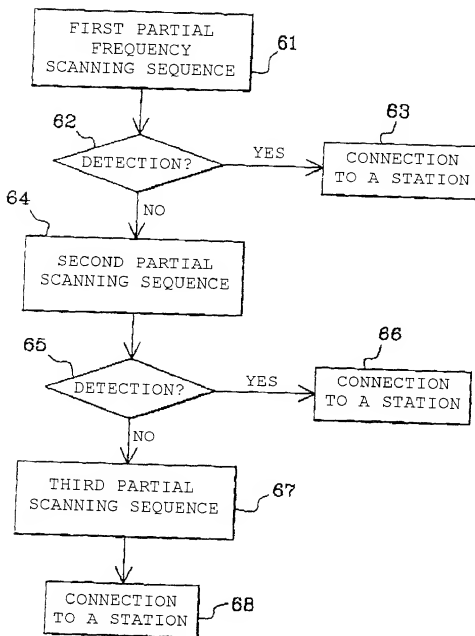 FIRST PARTIAL
FREQUENCY
SCANNING SEQUENCE
61
62
DETECTION?
YES
63
CONNECTION
TO A STATION
NO
64
SECOND PARTIAL
SCANNING SEQUENCE
65
DETECTION?
YES
66
CONNECTION
TO A STATION
NO
THIRD PARTIAL
SCANNING SEQUENCE
67
CONNECTION
TO A STATION
68